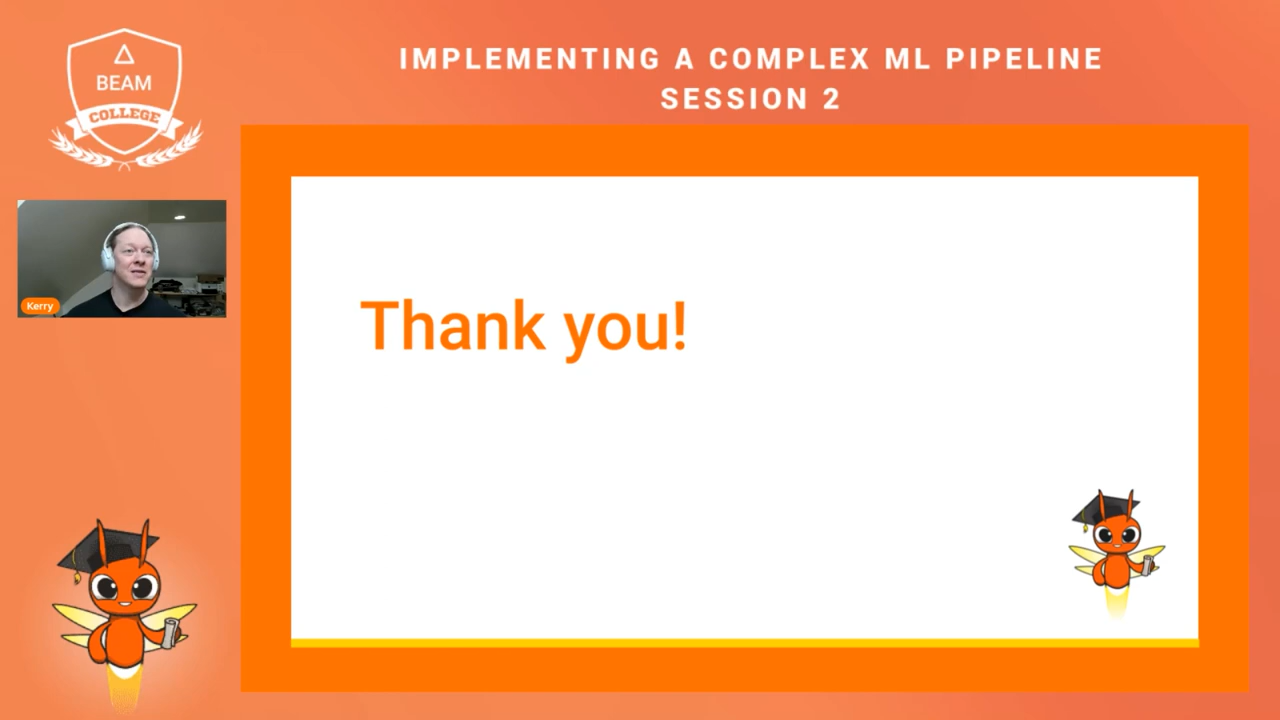 BEAM
COLLEGE
IMPLEMENTING A COMPLEX ML PIPELINE
SESSION 2
Kerry
Thank you!